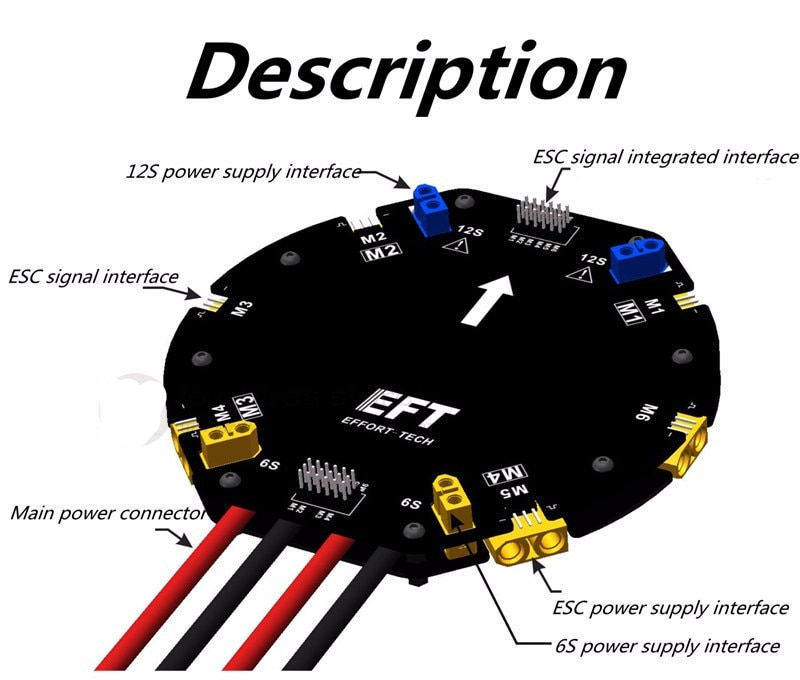 Description
ESC signal integrated interface
12S power supply interface
12S
M2
M2
12S
ESC signal interface
M3
M1
M1
EFT
EFFORT-TECH
M4
M3
M6
6S
6S
M4
M5
Main power connector
ESC power supply interface
6S power supply interface